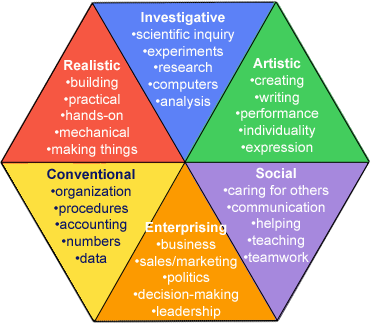 Investigative
•scientific inquiry
•experiments
•research
•computers
•analysis
Realistic
•building
•practical
•hands-on
•mechanical
•making things
Artistic
•creating
•writing
•performance
•individuality
•expression
Conventional
•organization
•procedures
•accounting
•numbers
•data
Enterprising
•business
•sales/marketing
•politics
•decision-making
•leadership
Social
•caring for others
•communication
•helping
•teaching
•teamwork